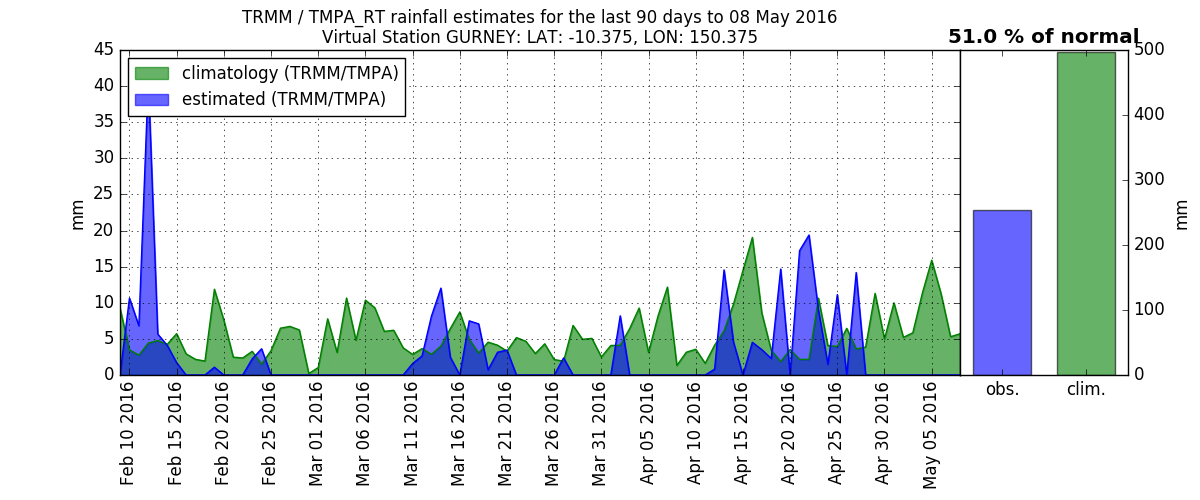 TRMM / TMPA_RT rainfall estimates for the last 90 days to 08 May 2016
Virtual Station GURNEY: LAT: -10.375, LON: 150.375
51.0 % of normal
climatology (TRMM/TMPA)
estimated (TRMM/TMPA)
mm
45
40
35
30
25
20
15
10
5
0
Feb 10 2016
Feb 15 2016
Feb 20 2016
Feb 25 2016
Mar 01 2016
Mar 06 2016
Mar 11 2016
Mar 16 2016
Mar 21 2016
Mar 26 2016
Mar 31 2016
Apr 05 2016
Apr 10 2016
Apr 15 2016
Apr 20 2016
Apr 25 2016
Apr 30 2016
May 05 2016
obs.
clim.
500
400
300
200
100
0
mm